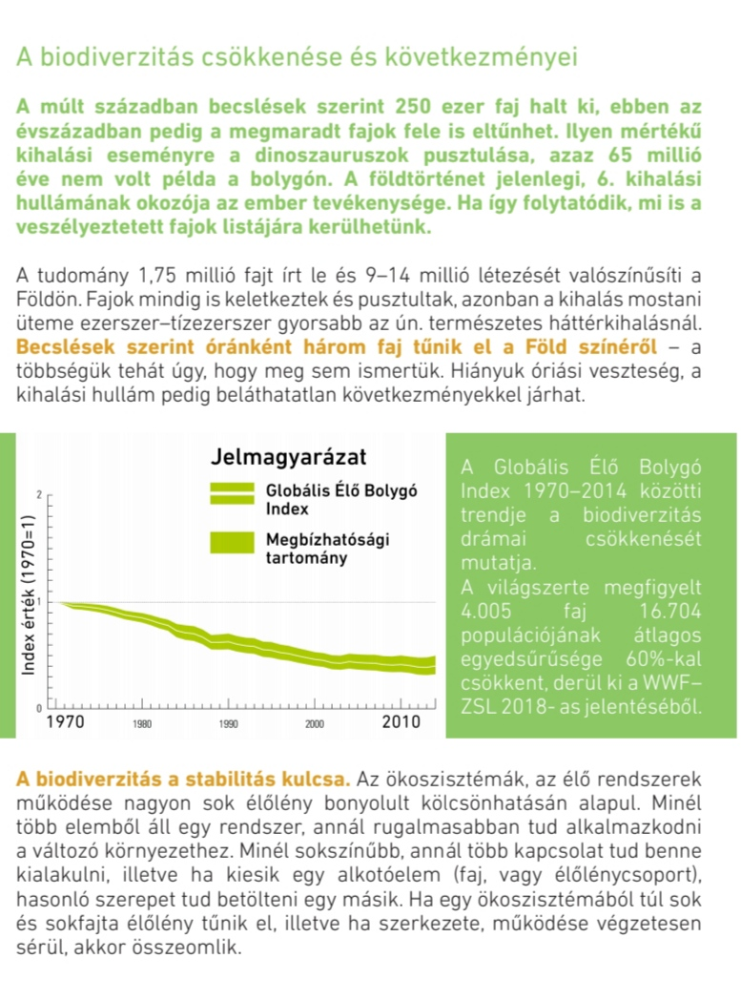 A biodiverzitás csökkenése és következményei
A múlt században becslések szerint 250 ezer faj halt ki, ebben az
évszázadban pedig a megmaradt fajok fele is eltűnhet. Ilyen mértékű
kihalási eseményre a dinoszauruszok pusztulása, azaz 65 millió
éve nem volt példa a bolygón. A földtörténet jelenlegi, 6. kihalási
hullámának okozója az ember tevékenysége. Ha így folytatódik, mi is a
veszélyeztetett fajok listájára kerülhetünk.
A tudomány 1,75 millió fajt írt le és 9–14 millió létezését valószínűsíti a
Földön. Fajok mindig is keletkeztek és pusztultak, azonban a kihalás mostani
üteme ezerszer–tízezerszer gyorsabb az ún. természetes háttérkihalásnál.
Becslések szerint óránként három faj tűnik el a Föld színéről – a
többségük tehát úgy, hogy meg sem ismertük. Hiányuk óriási veszteség, a
kihalási hullám pedig beláthatatlan következményekkel járhat.
Jelmagyarázat
Globális Élő Bolygó
Index
Megbízhatósági
tartomány
Index érték (1970=1)
2
1
0
1970
1980
1990
2000
2010
A Globális Élő Bolygó
Index 1970–2014 közötti
trendje a biodiverzitás
drámai csökkenését
mutatja.
A világszerte megfigyelt
4.005 faj 16.704
populációjának átlagos
egyedsűrűsége 60%-kal
csökkent, derül ki a WWF–
ZSL 2018- as jelentéséből.
A biodiverzitás a stabilitás kulcsa. Az ökoszisztémák, az élő rendszerek
működése nagyon sok élőlény bonyolult kölcsönhatásán alapul. Minél
több elemből áll egy rendszer, annál rugalmasabban tud alkalmazkodni
a változó környezethez. Minél sokszínűbb, annál több kapcsolat tud benne
kialakulni, illetve ha kiesik egy alkotóelem (faj, vagy élőlénycsoport),
hasonló szerepet tud betölteni egy másik. Ha egy ökoszisztémából túl sok
és sokfajta élőlény tűnik el, illetve ha szerkezete, működése végzetesen
sérül, akkor összeomlik.